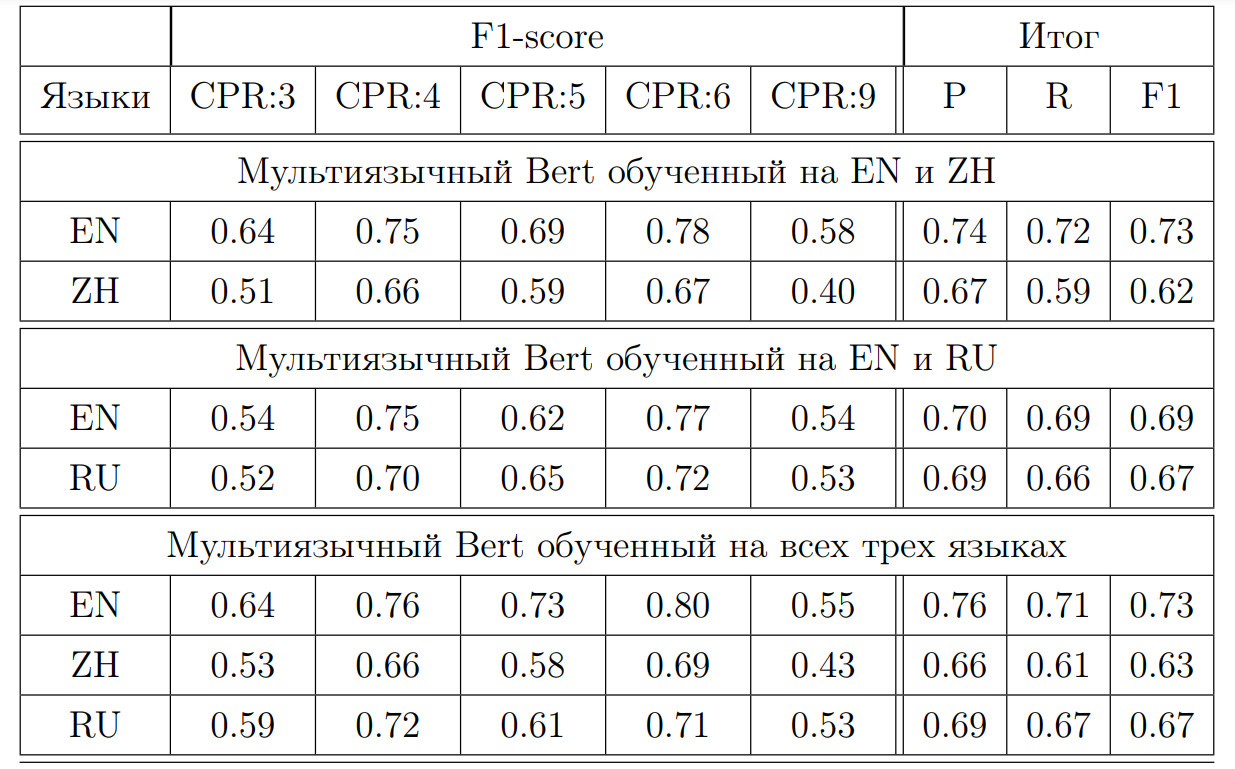 F1-score Итог
Языки CPR:3 CPR:4 CPR:5 CPR:6 CPR:9 P R F1
Мультиязычный Bert обученный на EN и ZH
EN 0.64 0.75 0.69 0.78 0.58 0.74 0.72 0.73
ZH 0.51 0.66 0.59 0.67 0.40 0.67 0.59 0.62
Мультиязычный Bert обученный на EN и RU
EN 0.54 0.75 0.62 0.77 0.54 0.70 0.69 0.69
RU 0.52 0.70 0.65 0.72 0.53 0.69 0.66 0.67
Мультиязычный Bert обученный на всех трех языках
EN 0.64 0.76 0.73 0.80 0.55 0.76 0.71 0.73
ZH 0.53 0.66 0.58 0.69 0.43 0.66 0.61 0.63
RU 0.59 0.72 0.61 0.71 0.53 0.69 0.67 0.67